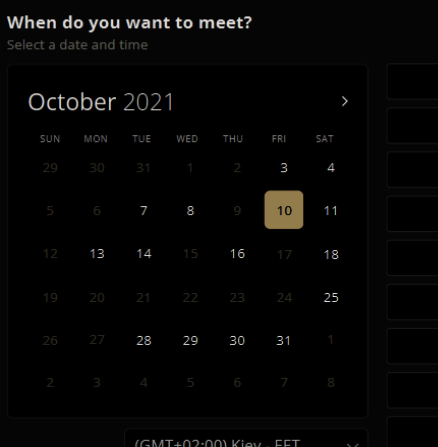 When do you want to meet?
Select a date and time
October 2021
SUN MON TUE WED THU FRI SAT
29 30 31 1 2 3 4
5 6 7 8 9 10 11
12 13 14 15 16 17 18
19 20 21 22 23 24 25
26 27 28 29 30 31 1
2 3 4 5 6 7 8
(GMT+02:00) Kiev - EET